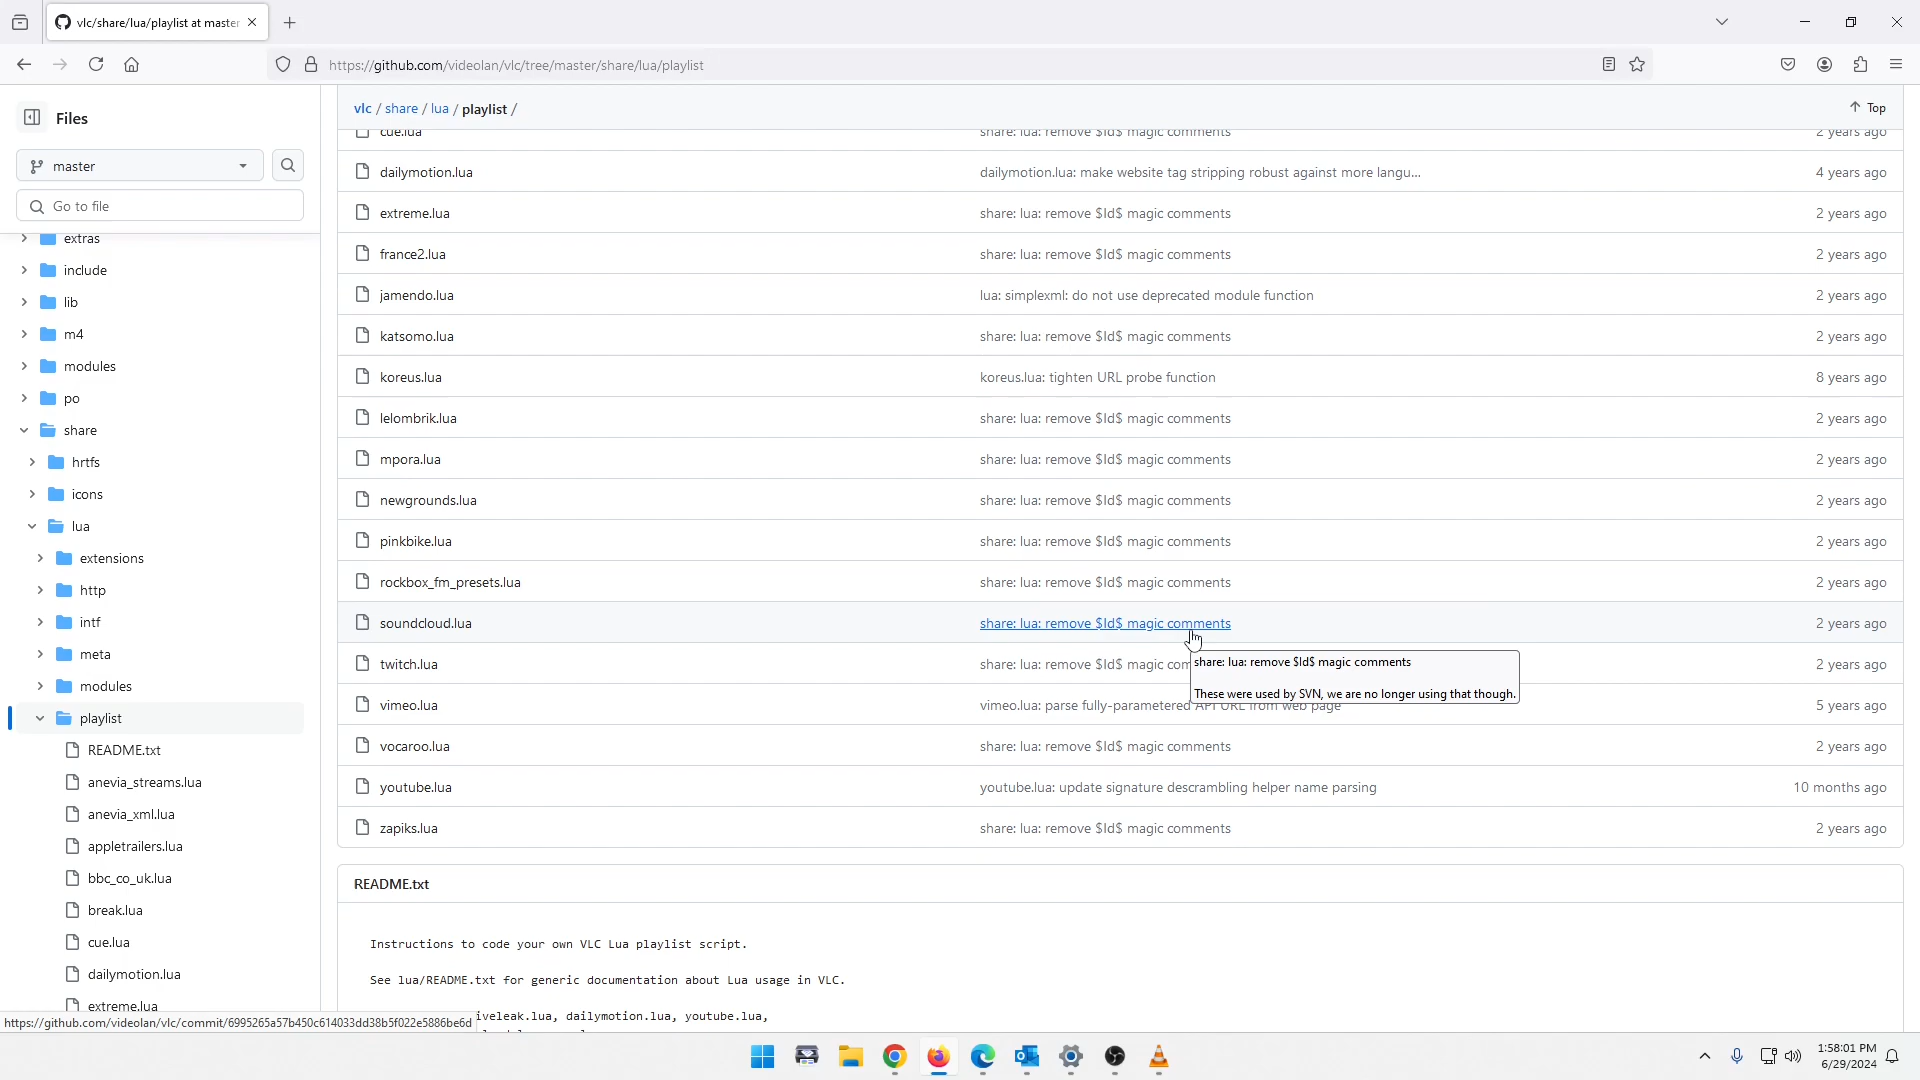 vlc/share/lua/playlist at master
https://github.com/videolan/vlc/tree/master/share/lua/playlist
Files
master
Go to file
extras
include
lib
m4
modules
po
share
hrtfs
icons
lua
extensions
http
intf
meta
modules
playlist
README.txt
anevia_streams.lua
anevia_xml.lua
appletrailers.lua
bbc_co_uk.lua
break.lua
cue.lua
dailymotion.lua
extreme.lua
vlc / share / lua / playlist /
Top
cue.lua share: lua: remove $Id$ magic comments 2 years ago
dailymotion.lua dailymotion.lua: make website tag stripping robust against more langu... 4 years ago
extreme.lua share: lua: remove $Id$ magic comments 2 years ago
france2.lua share: lua: remove $Id$ magic comments 2 years ago
jamendo.lua lua: simplexml: do not use deprecated module function 2 years ago
katsomo.lua share: lua: remove $Id$ magic comments 2 years ago
koreus.lua koreus.lua: tighten URL probe function 8 years ago
lelombrik.lua share: lua: remove $Id$ magic comments 2 years ago
mpora.lua share: lua: remove $Id$ magic comments 2 years ago
newgrounds.lua share: lua: remove $Id$ magic comments 2 years ago
pinkbike.lua share: lua: remove $Id$ magic comments 2 years ago
rockbox_fm_presets.lua share: lua: remove $Id$ magic comments 2 years ago
soundcloud.lua share: lua: remove $Id$ magic comments 2 years ago
twitch.lua share: lua: remove $Id$ magic com 2 years ago
share: lua: remove $Id$ magic comments
These were used by SVN, we are no longer using that though.
vimeo.lua vimeo.lua: parse fully-parametered API URL from web page 5 years ago
vocaroo.lua share: lua: remove $Id$ magic comments 2 years ago
youtube.lua youtube.lua: update signature descrambling helper name parsing 10 months ago
zapiks.lua share: lua: remove $Id$ magic comments 2 years ago
README.txt
Instructions to code your own VLC Lua playlist script.
See lua/README.txt for generic documentation about Lua usage in VLC.
iveleak.lua, dailymotion.lua, youtube.lua,
https://github.com/videolan/vlc/commit/6995265a57b450c614033dd38b5f022e5886be6d
1:58:01 PM
6/29/2024